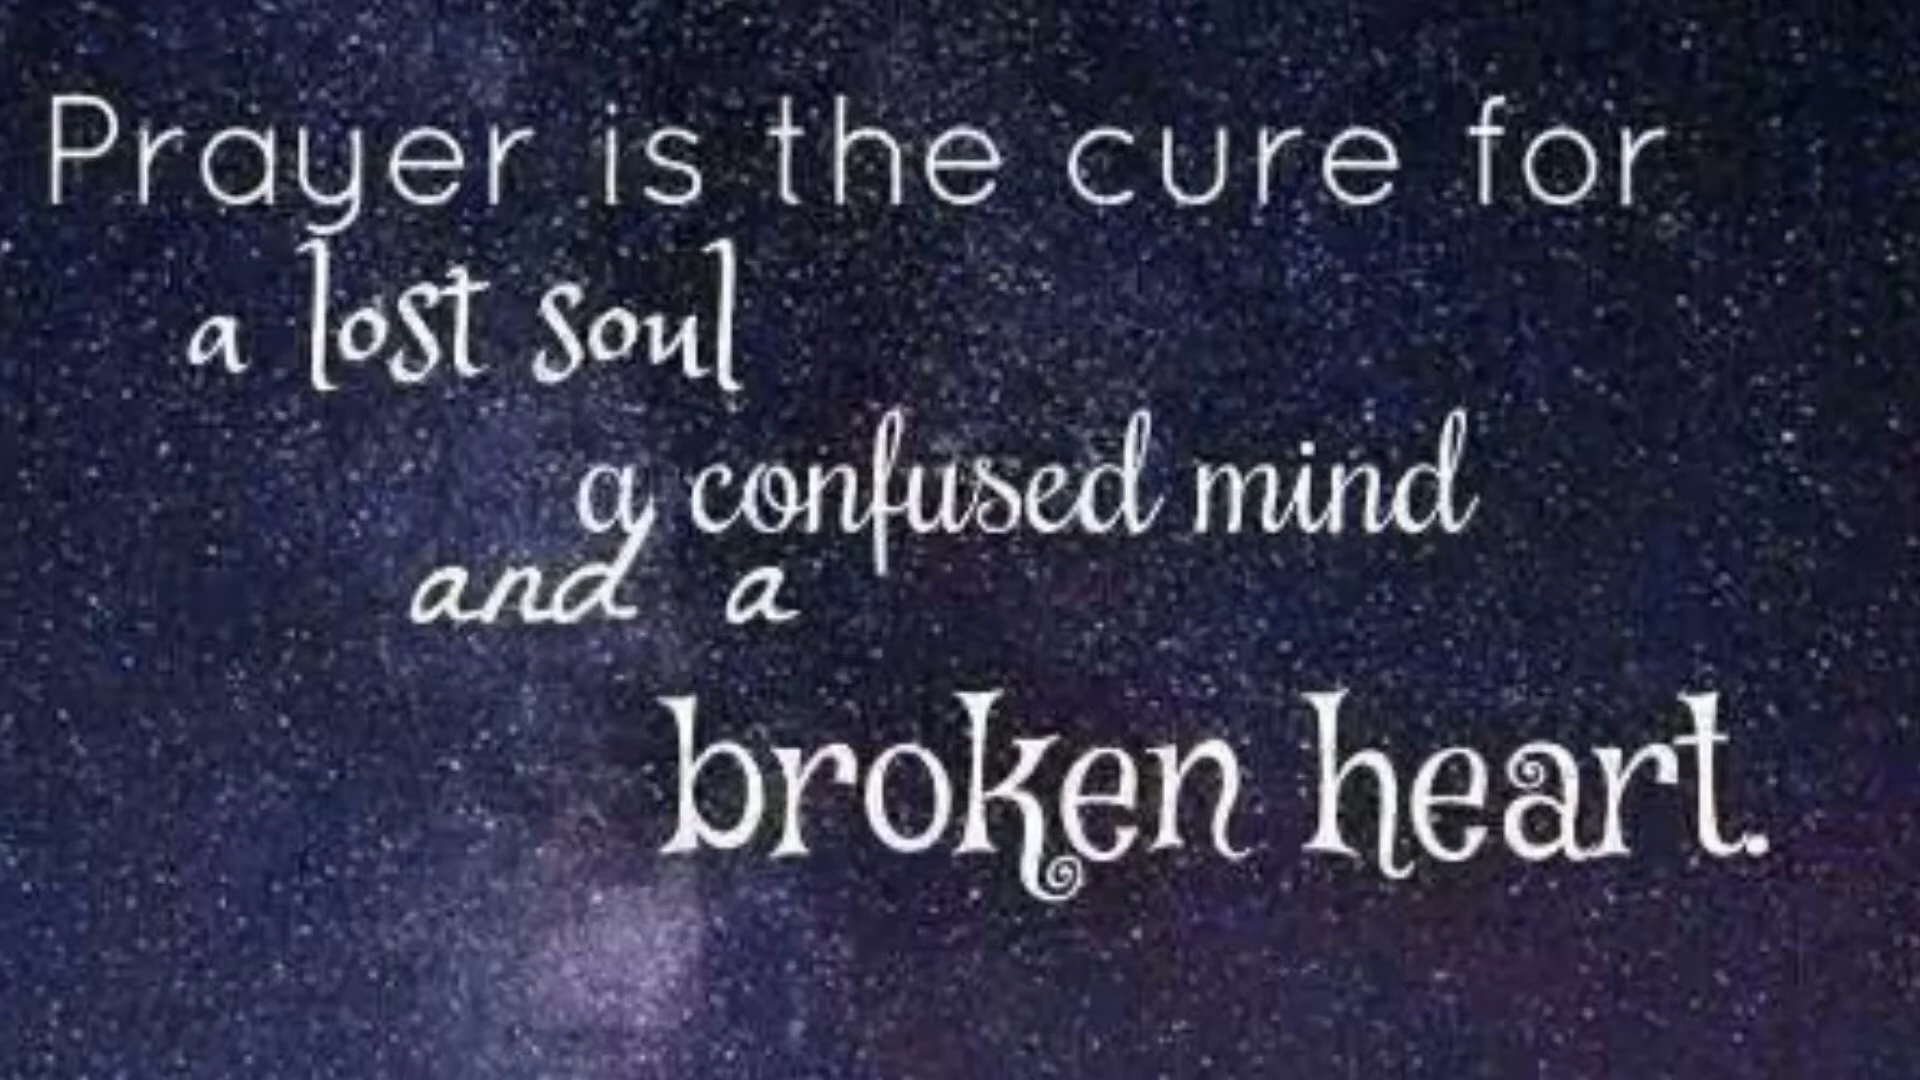 Prayer is the cure for
a lost soul
a confused mind
and a
broken heart.